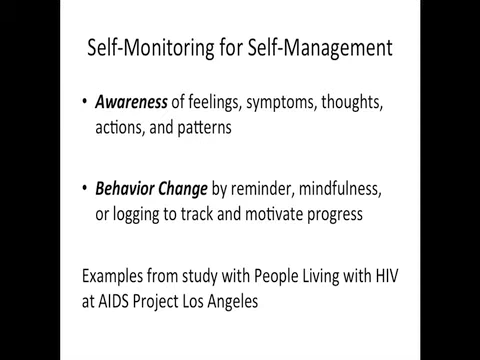 Self-Monitoring for Self-Management
• Awareness of feelings, symptoms, thoughts,
actions, and patterns
• Behavior Change by reminder, mindfulness,
or logging to track and motivate progress
Examples from study with People Living with HIV
at AIDS Project Los Angeles